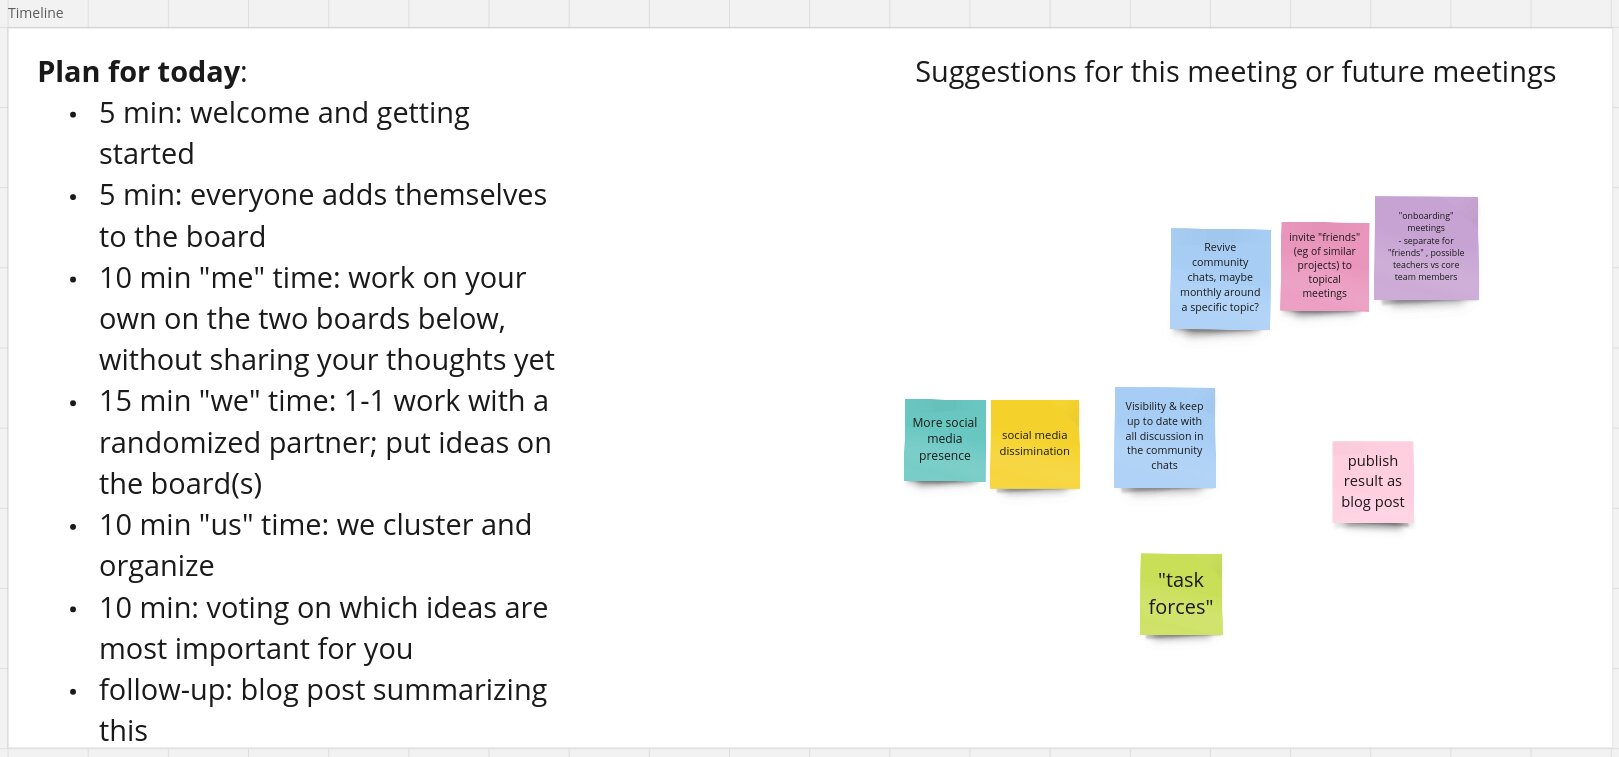 Timeline
Plan for today:
• 5 min: welcome and getting
started
• 5 min: everyone adds themselves
to the board
• 10 min "me" time: work on your
own on the two boards below,
without sharing your thoughts yet
• 15 min "we" time: 1-1 work with a
randomized partner; put ideas on
the board(s)
• 10 min "us" time: we cluster and
organize
• 10 min: voting on which ideas are
most important for you
• follow-up: blog post summarizing
this
Suggestions for this meeting or future meetings
Revive
community
chats, maybe
monthly around
a specific topic?
invite "friends"
(eg of similar
projects) to
topical
meetings
"onboarding"
meetings
- separate for
"friends" , possible
teachers vs core
team members
More social
media
presence
social media
dissimination
Visibility & keep
up to date with
all discussion in
the community
chats
publish
result as
blog post
"task
forces"